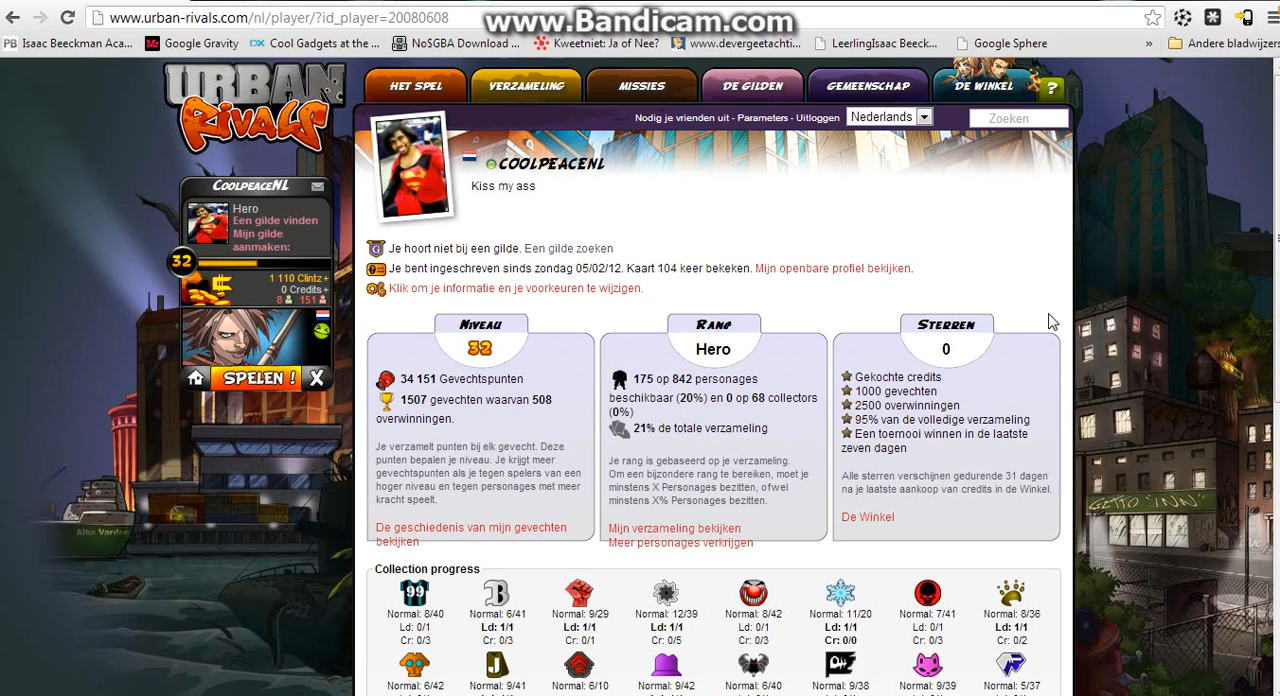 www.urban-rivals.com/nl/player/?id_player=20080608
www.Bandicam.com
Isaac Beeckman Aca...
Google Gravity
Cool Gadgets at the ...
No$GBA Download ...
Kweetniet: Ja of Nee?
www.devergeetachti...
LeerlingIsaac Beeck...
Google Sphere
»
Andere bladwijzers
URBAN
RIVALS
HET SPEL
VERZAMELING
MISSIES
DE GILDEN
GEMEENSCHAP
DE WINKEL
?
Nodig je vrienden uit - Parameters - Uitloggen
Nederlands
Zoeken
COOLPEACENL
Kiss my ass
COOLPEACENL
Hero
Een gilde vinden
Mijn gilde
aanmaken:
32
1 110 Clintz+
0 Credits+
8 151
SPELEN !
X
Je hoort niet bij een gilde. Een gilde zoeken
Je bent ingeschreven sinds zondag 05/02/12. Kaart 104 keer bekeken. Mijn openbare profiel bekijken.
Klik om je informatie en je voorkeuren te wijzigen.
NIVEAU
32
34 151 Gevechtspunten
1507 gevechten waarvan 508
overwinningen.
Je verzamelt punten bij elk gevecht. Deze
punten bepalen je niveau. Je krijgt meer
gevechtspunten als je tegen spelers van een
hoger niveau en tegen personages met meer
kracht speelt.
De geschiedenis van mijn gevechten
bekijken
RANG
Hero
175 op 842 personages
beschikbaar (20%) en 0 op 68 collectors
(0%)
21% de totale verzameling
Je rang is gebaseerd op je verzameling.
Om een bijzondere rang te bereiken, moet je
minstens X Personages bezitten, ofwel
minstens X% Personages bezitten.
Mijn verzameling bekijken
Meer personages verkrijgen
STERREN
0
Gekochte credits
1000 gevechten
2500 overwinningen
95% van de volledige verzameling
Een toernooi winnen in de laatste
zeven dagen
Alle sterren verschijnen gedurende 31 dagen
na je laatste aankoop van credits in de Winkel.
De Winkel
Collection progress
Normal: 8/40 Normal: 6/41 Normal: 9/29 Normal: 12/39 Normal: 8/42 Normal: 11/20 Normal: 7/41 Normal: 8/36
Ld: 0/1 Ld: 1/1 Ld: 1/1 Ld: 1/1 Ld: 0/1 Ld: 1/1 Ld: 0/1 Ld: 1/1
Cr: 0/3 Cr: 0/3 Cr: 0/1 Cr: 0/5 Cr: 0/3 Cr: 0/0 Cr: 0/3 Cr: 0/2
Normal: 6/42 Normal: 9/41 Normal: 6/10 Normal: 9/42 Normal: 6/40 Normal: 9/38 Normal: 9/39 Normal: 5/37
GETTO "INN"